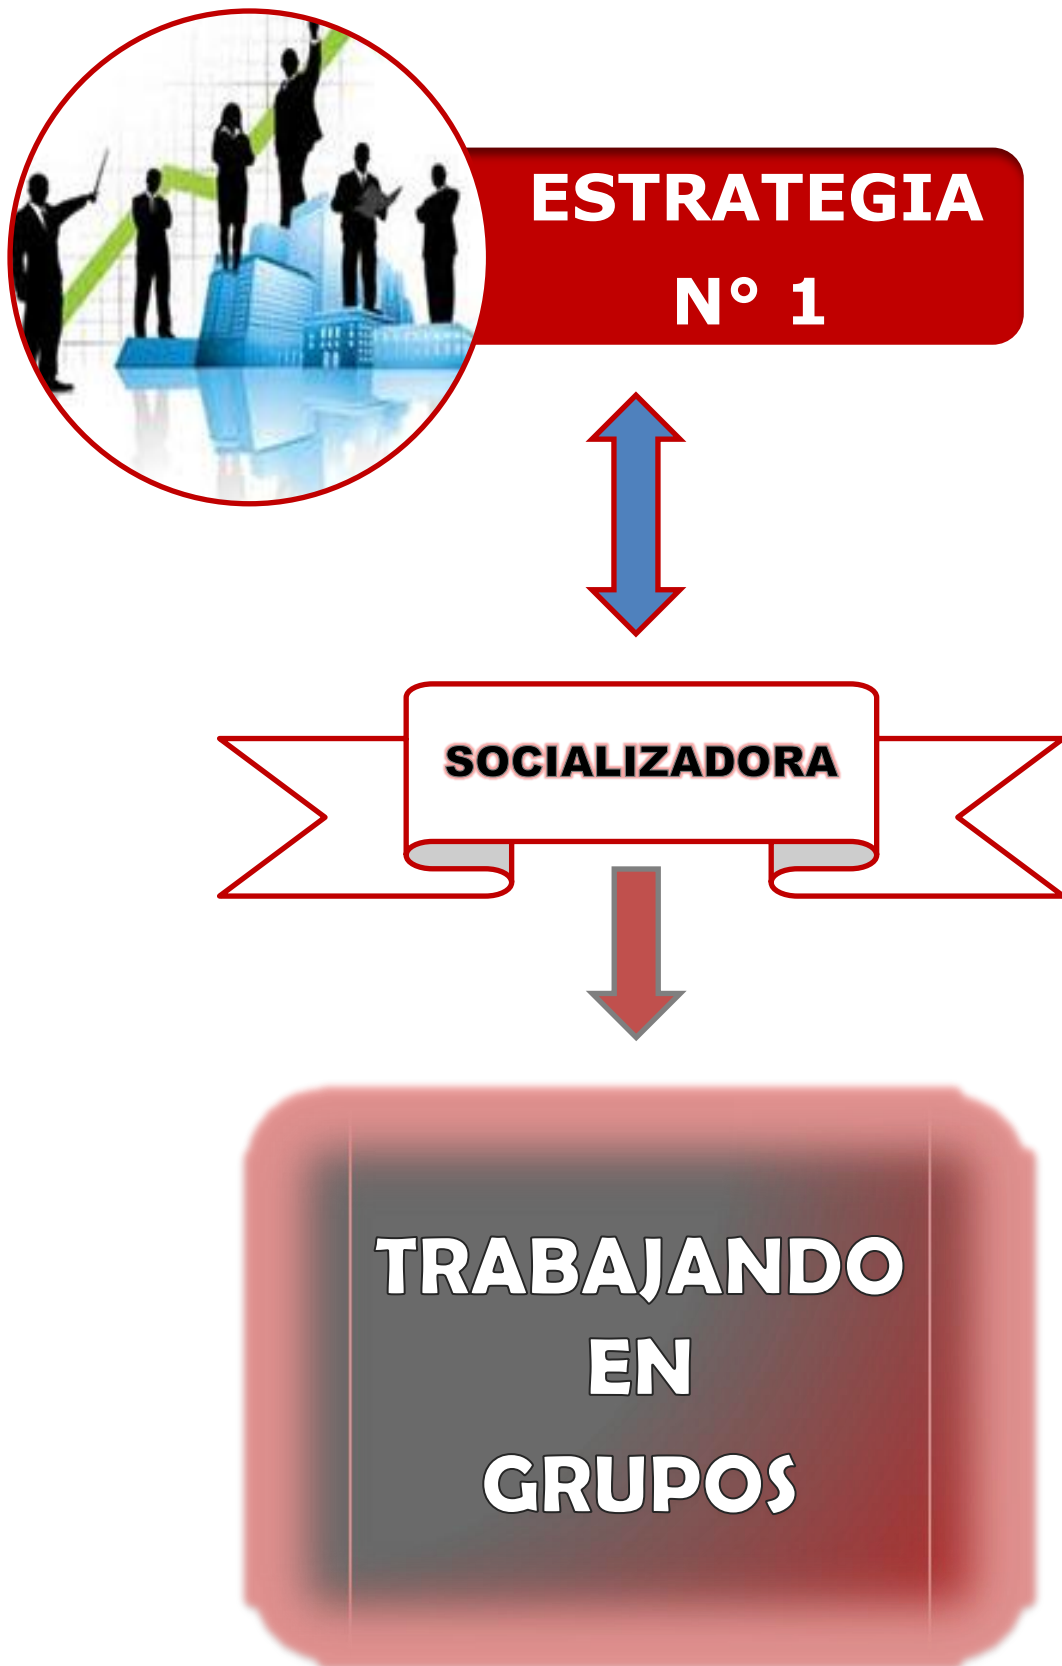 ESTRATEGIA
N° 1
SOCIALIZADORA
TRABAJANDO
EN
GRUPOS